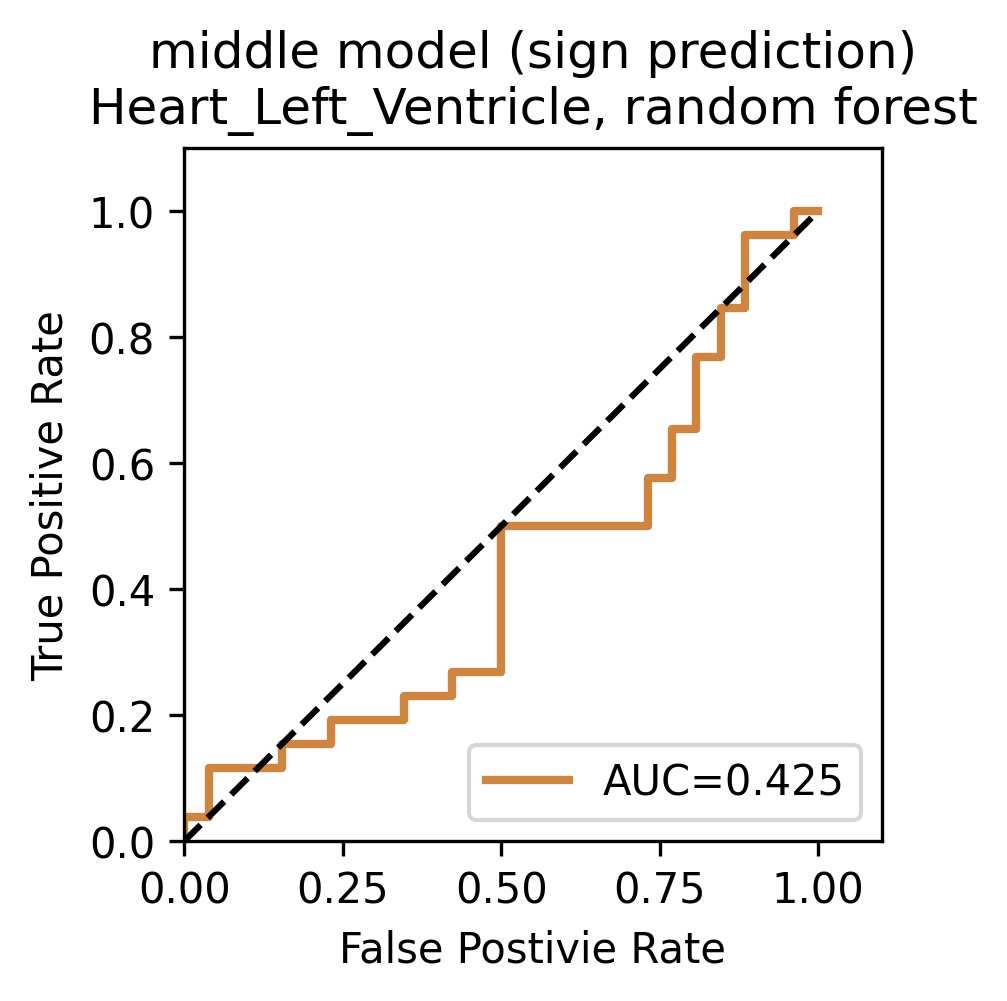 middle model (sign prediction)
Heart_Left_Ventricle, random forest
1.0
0.8
0.6
0.4
0.2
0.0
True Positive Rate
AUC=0.425
0.00 0.25 0.50 0.75 1.00
False Postivie Rate